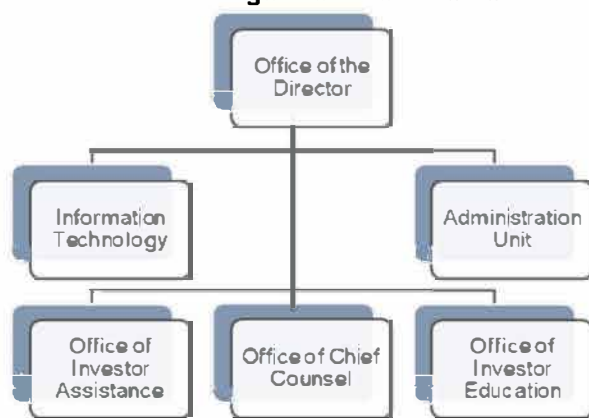 Office of the
Director
Information
Technology
Administration
Unit
Office of
Investor
Assistance
Office of Chief
Counsel
Office of
Investor
Education